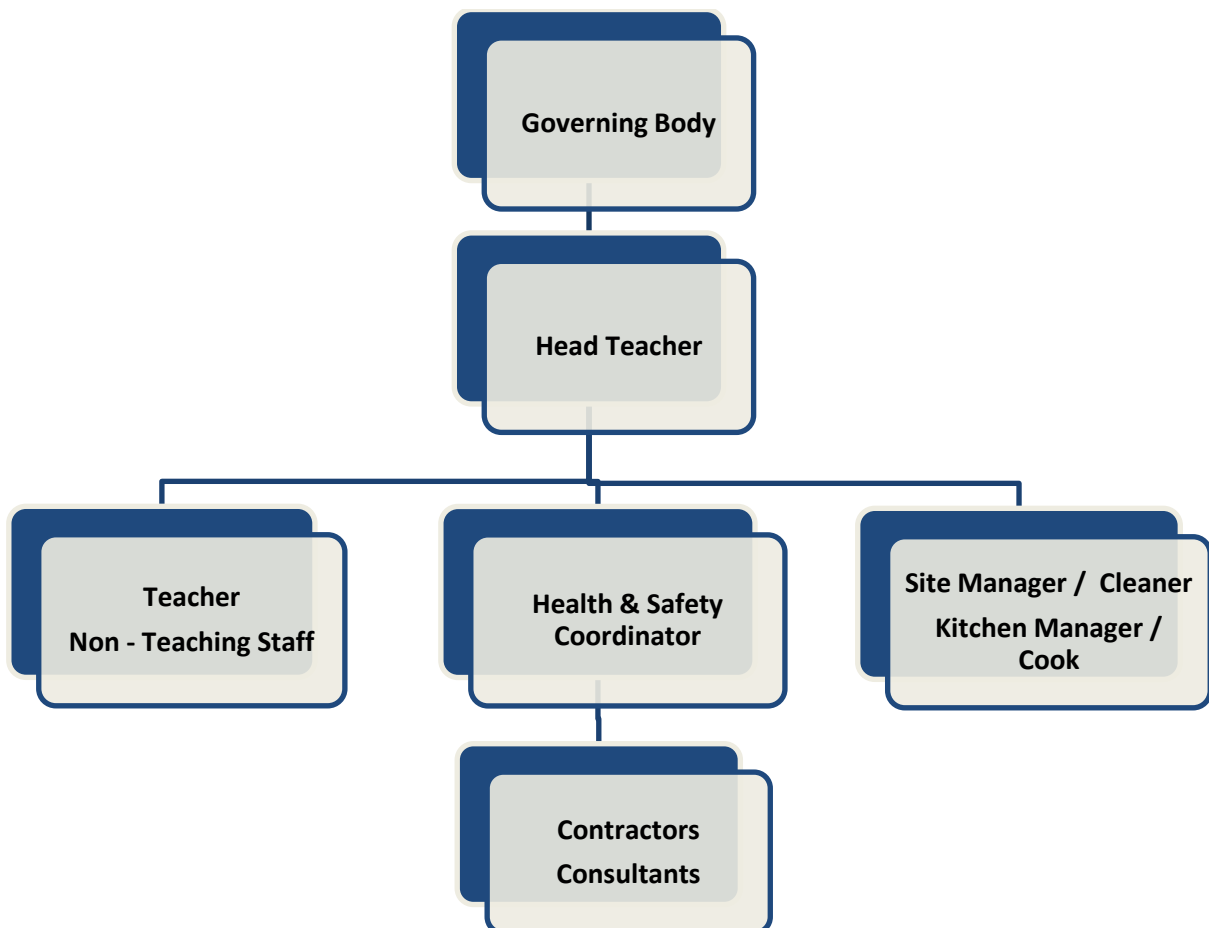 Governing Body
Head Teacher
Teacher
Non - Teaching Staff
Health & Safety
Coordinator
Site Manager /  Cleaner
Kitchen Manager /
Cook
Contractors
Consultants